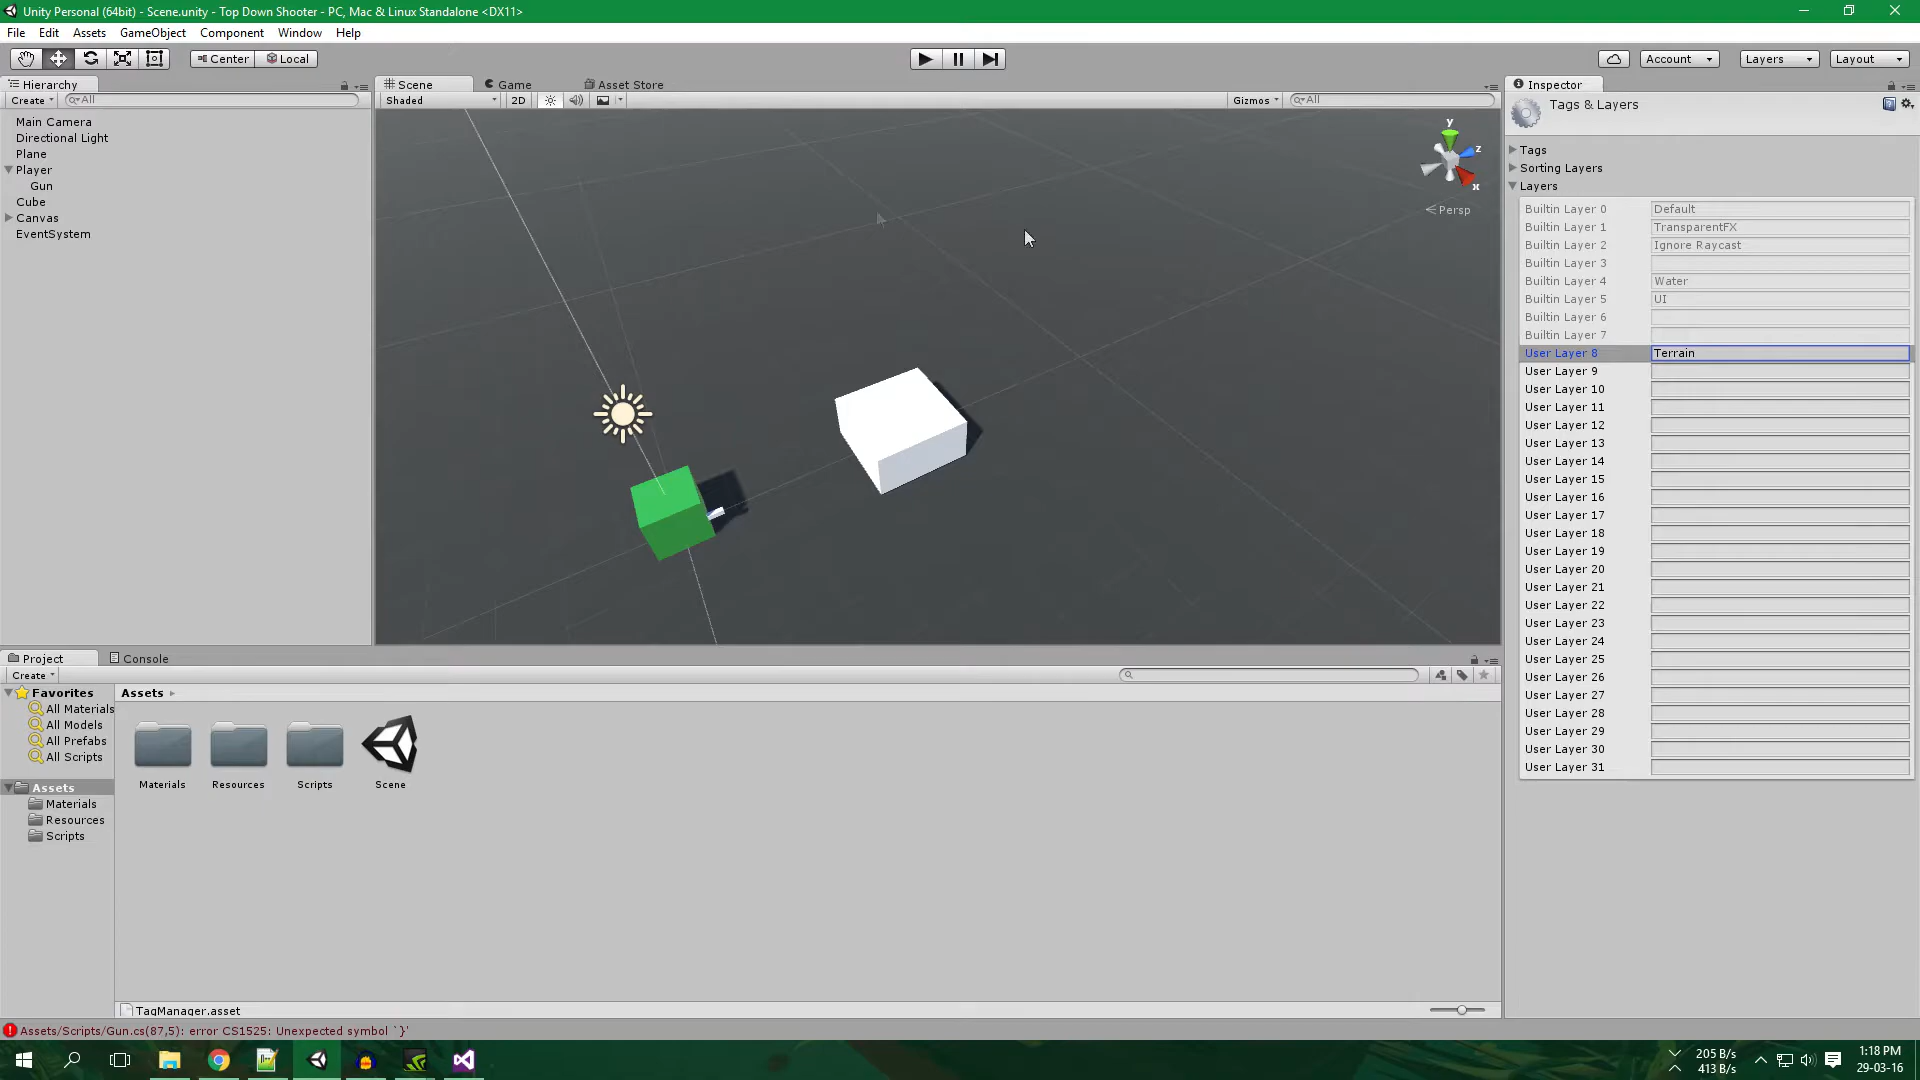 Unity Personal (64bit) - Scene.unity - Top Down Shooter - PC, Mac & Linux Standalone <DX11>
File Edit Assets GameObject Component Window Help
Center Local Account Layers Layout
Hierarchy
Create All
Main Camera
Directional Light
Plane
Player
Gun
Cube
Canvas
EventSystem
Scene Game Asset Store
Shaded 2D Gizmos All
y
z
x
Persp
Inspector
Tags & Layers
Tags
Sorting Layers
Layers
Builtin Layer 0 Default
Builtin Layer 1 TransparentFX
Builtin Layer 2 Ignore Raycast
Builtin Layer 3
Builtin Layer 4 Water
Builtin Layer 5 UI
Builtin Layer 6
Builtin Layer 7
User Layer 8 Terrain
User Layer 9
User Layer 10
User Layer 11
User Layer 12
User Layer 13
User Layer 14
User Layer 15
User Layer 16
User Layer 17
User Layer 18
User Layer 19
User Layer 20
User Layer 21
User Layer 22
User Layer 23
User Layer 24
User Layer 25
User Layer 26
User Layer 27
User Layer 28
User Layer 29
User Layer 30
User Layer 31
Project Console
Create
Favorites
All Materials
All Models
All Prefabs
All Scripts
Assets
Materials
Resources
Scripts
Assets
Materials Resources Scripts Scene
TagManager.asset
Assets/Scripts/Gun.cs(87,5): error CS1525: Unexpected symbol `}'
205 B/s
413 B/s
1:18 PM
29-03-16